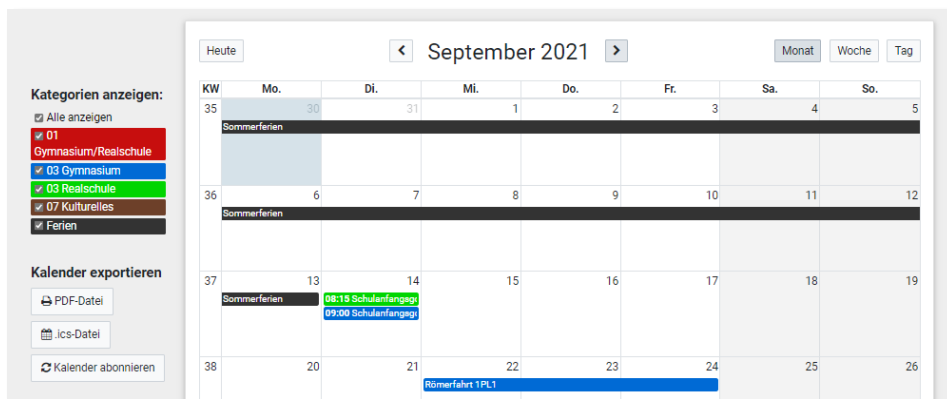 Heute
September 2021
Monat Woche Tag
Kategorien anzeigen:
Alle anzeigen
01
Gymnasium/Realschule
03 Gymnasium
03 Realschule
07 Kulturelles
Ferien
Kalender exportieren
PDF-Datei
.ics-Datei
Kalender abonnieren
KW Mo. Di. Mi. Do. Fr. Sa. So.
35 30 31 1 2 3 4 5
Sommerferien
36 6 7 8 9 10 11 12
Sommerferien
37 13 14 15 16 17 18 19
Sommerferien 08:15 Schulanfangsg
09:00 Schulanfangsg
38 20 21 22 23 24 25 26
Römerfahrt 1PL1